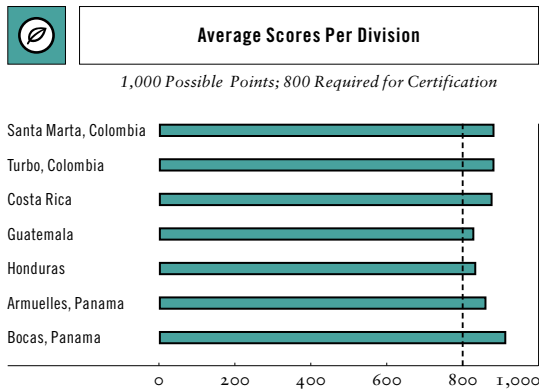 Average Scores Per Division
1,000 Possible Points; 800 Required for Certification
Santa Marta, Colombia
Turbo, Colombia
Costa Rica
Guatemala
Honduras
Armuelles, Panama
Bocas, Panama
0 200 400 600 800 1,000